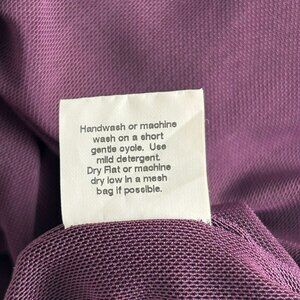 Handwash or machine
wash on a short
gentle cycle. Use
mild detergent.
Dry Flat or machine
dry low in a mesh
bag if possible.